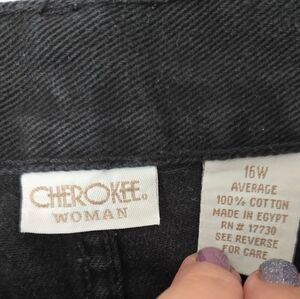 CHEROKEE®
WOMAN
16W
AVERAGE
100% COTTON
MADE IN EGYPT
RN# 17730
SEE REVERSE
FOR CARE